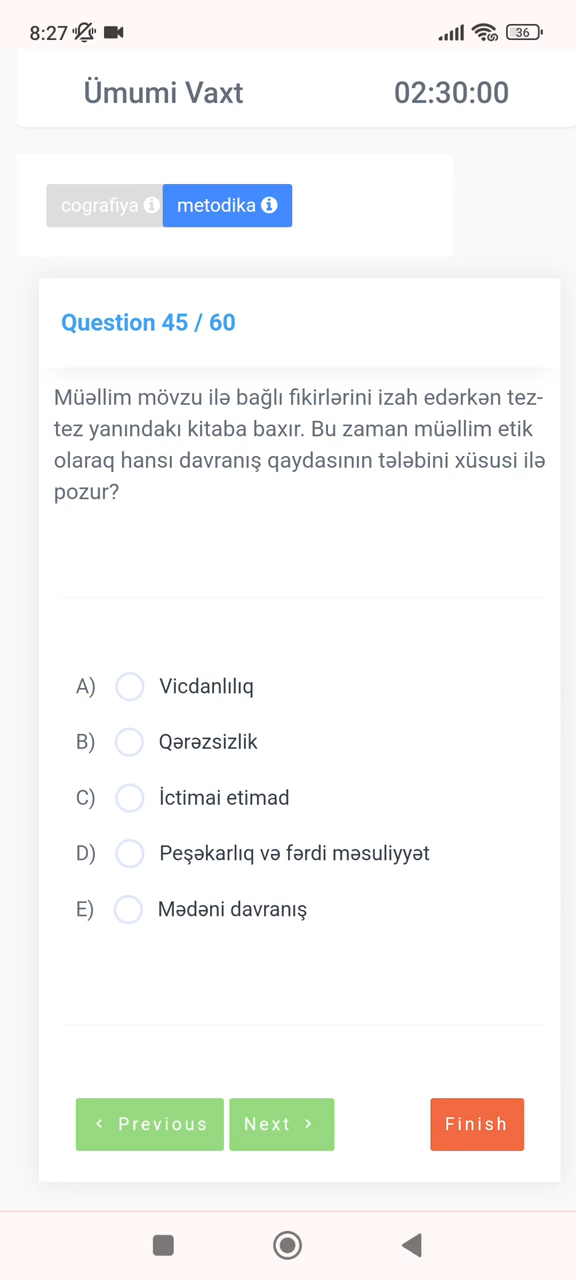 8:27
36
Ümumi Vaxt 02:30:00
cografiya metodika
Question 45 / 60
Müəllim mövzu ilə bağlı fikirlərini izah edərkən tez-
tez yanındakı kitaba baxır. Bu zaman müəllim etik
olaraq hansı davranış qaydasının tələbini xüsusi ilə
pozur?
A) Vicdanlılıq
B) Qərəzsizlik
C) İctimai etimad
D) Peşəkarlıq və fərdi məsuliyyət
E) Mədəni davranış
< Previous Next > Finish